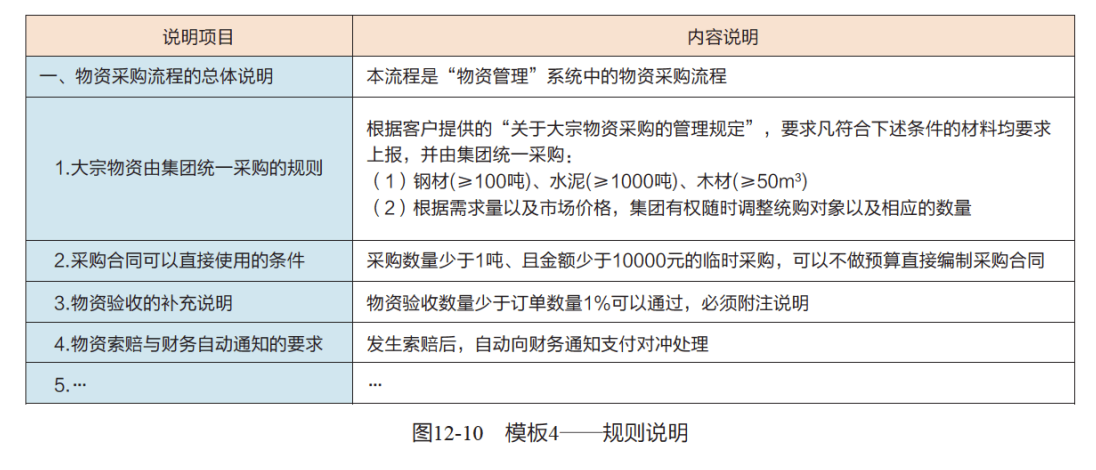 说明项目 内容说明
一、物资采购流程的总体说明 本流程是“物资管理”系统中的物资采购流程
1.大宗物资由集团统一采购的规则
根据客户提供的“关于大宗物资采购的管理规定”，要求凡符合下述条件的材料均要求
上报，并由集团统一采购：
（1）钢材(≥100吨)、水泥(≥1000吨)、木材(≥50m³)
（2）根据需求量以及市场价格，集团有权随时调整统购对象以及相应的数量
2.采购合同可以直接使用的条件 采购数量少于1吨、且金额少于10000元的临时采购，可以不做预算直接编制采购合同
3.物资验收的补充说明 物资验收数量少于订单数量1%可以通过，必须附注说明
4.物资索赔与财务自动通知的要求 发生索赔后，自动向财务通知支付对冲处理
5.… …
图12-10 模板4——规则说明